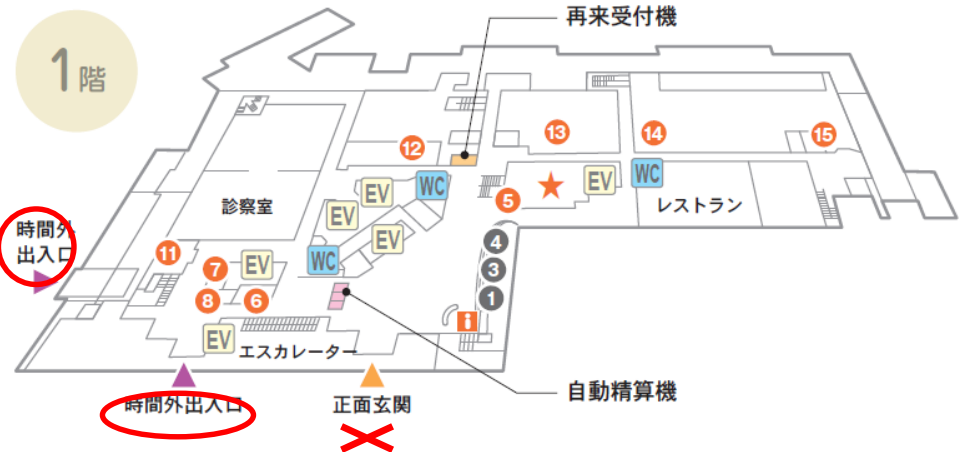 再来受付機
1階
13
14
15
12
EV
WC
WC
EV
5
★
レストラン
診察室
EV
時間外
出入口
11
EV
4
WC
7
EV
3
8
6
1
i
EV
エスカレーター
自動精算機
時間外出入口
正面玄関